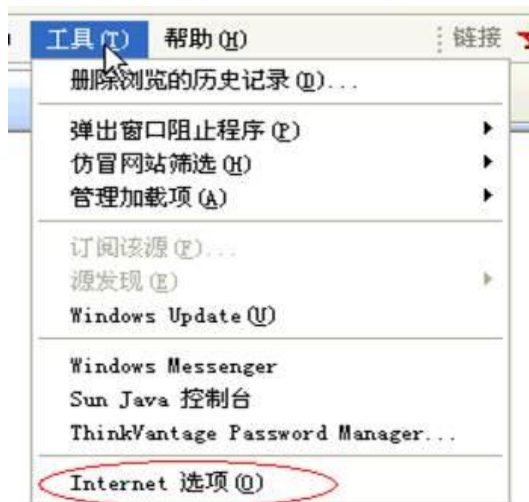 工具(T) 帮助(H) 链接
删除浏览的历史记录(D)...
弹出窗口阻止程序(P)
仿冒网站筛选(H)
管理加载项(A)
订阅该源(F)...
源发现(E)
Windows Update(U)
Windows Messenger
Sun Java 控制台
ThinkVantage Password Manager...
Internet 选项(O)